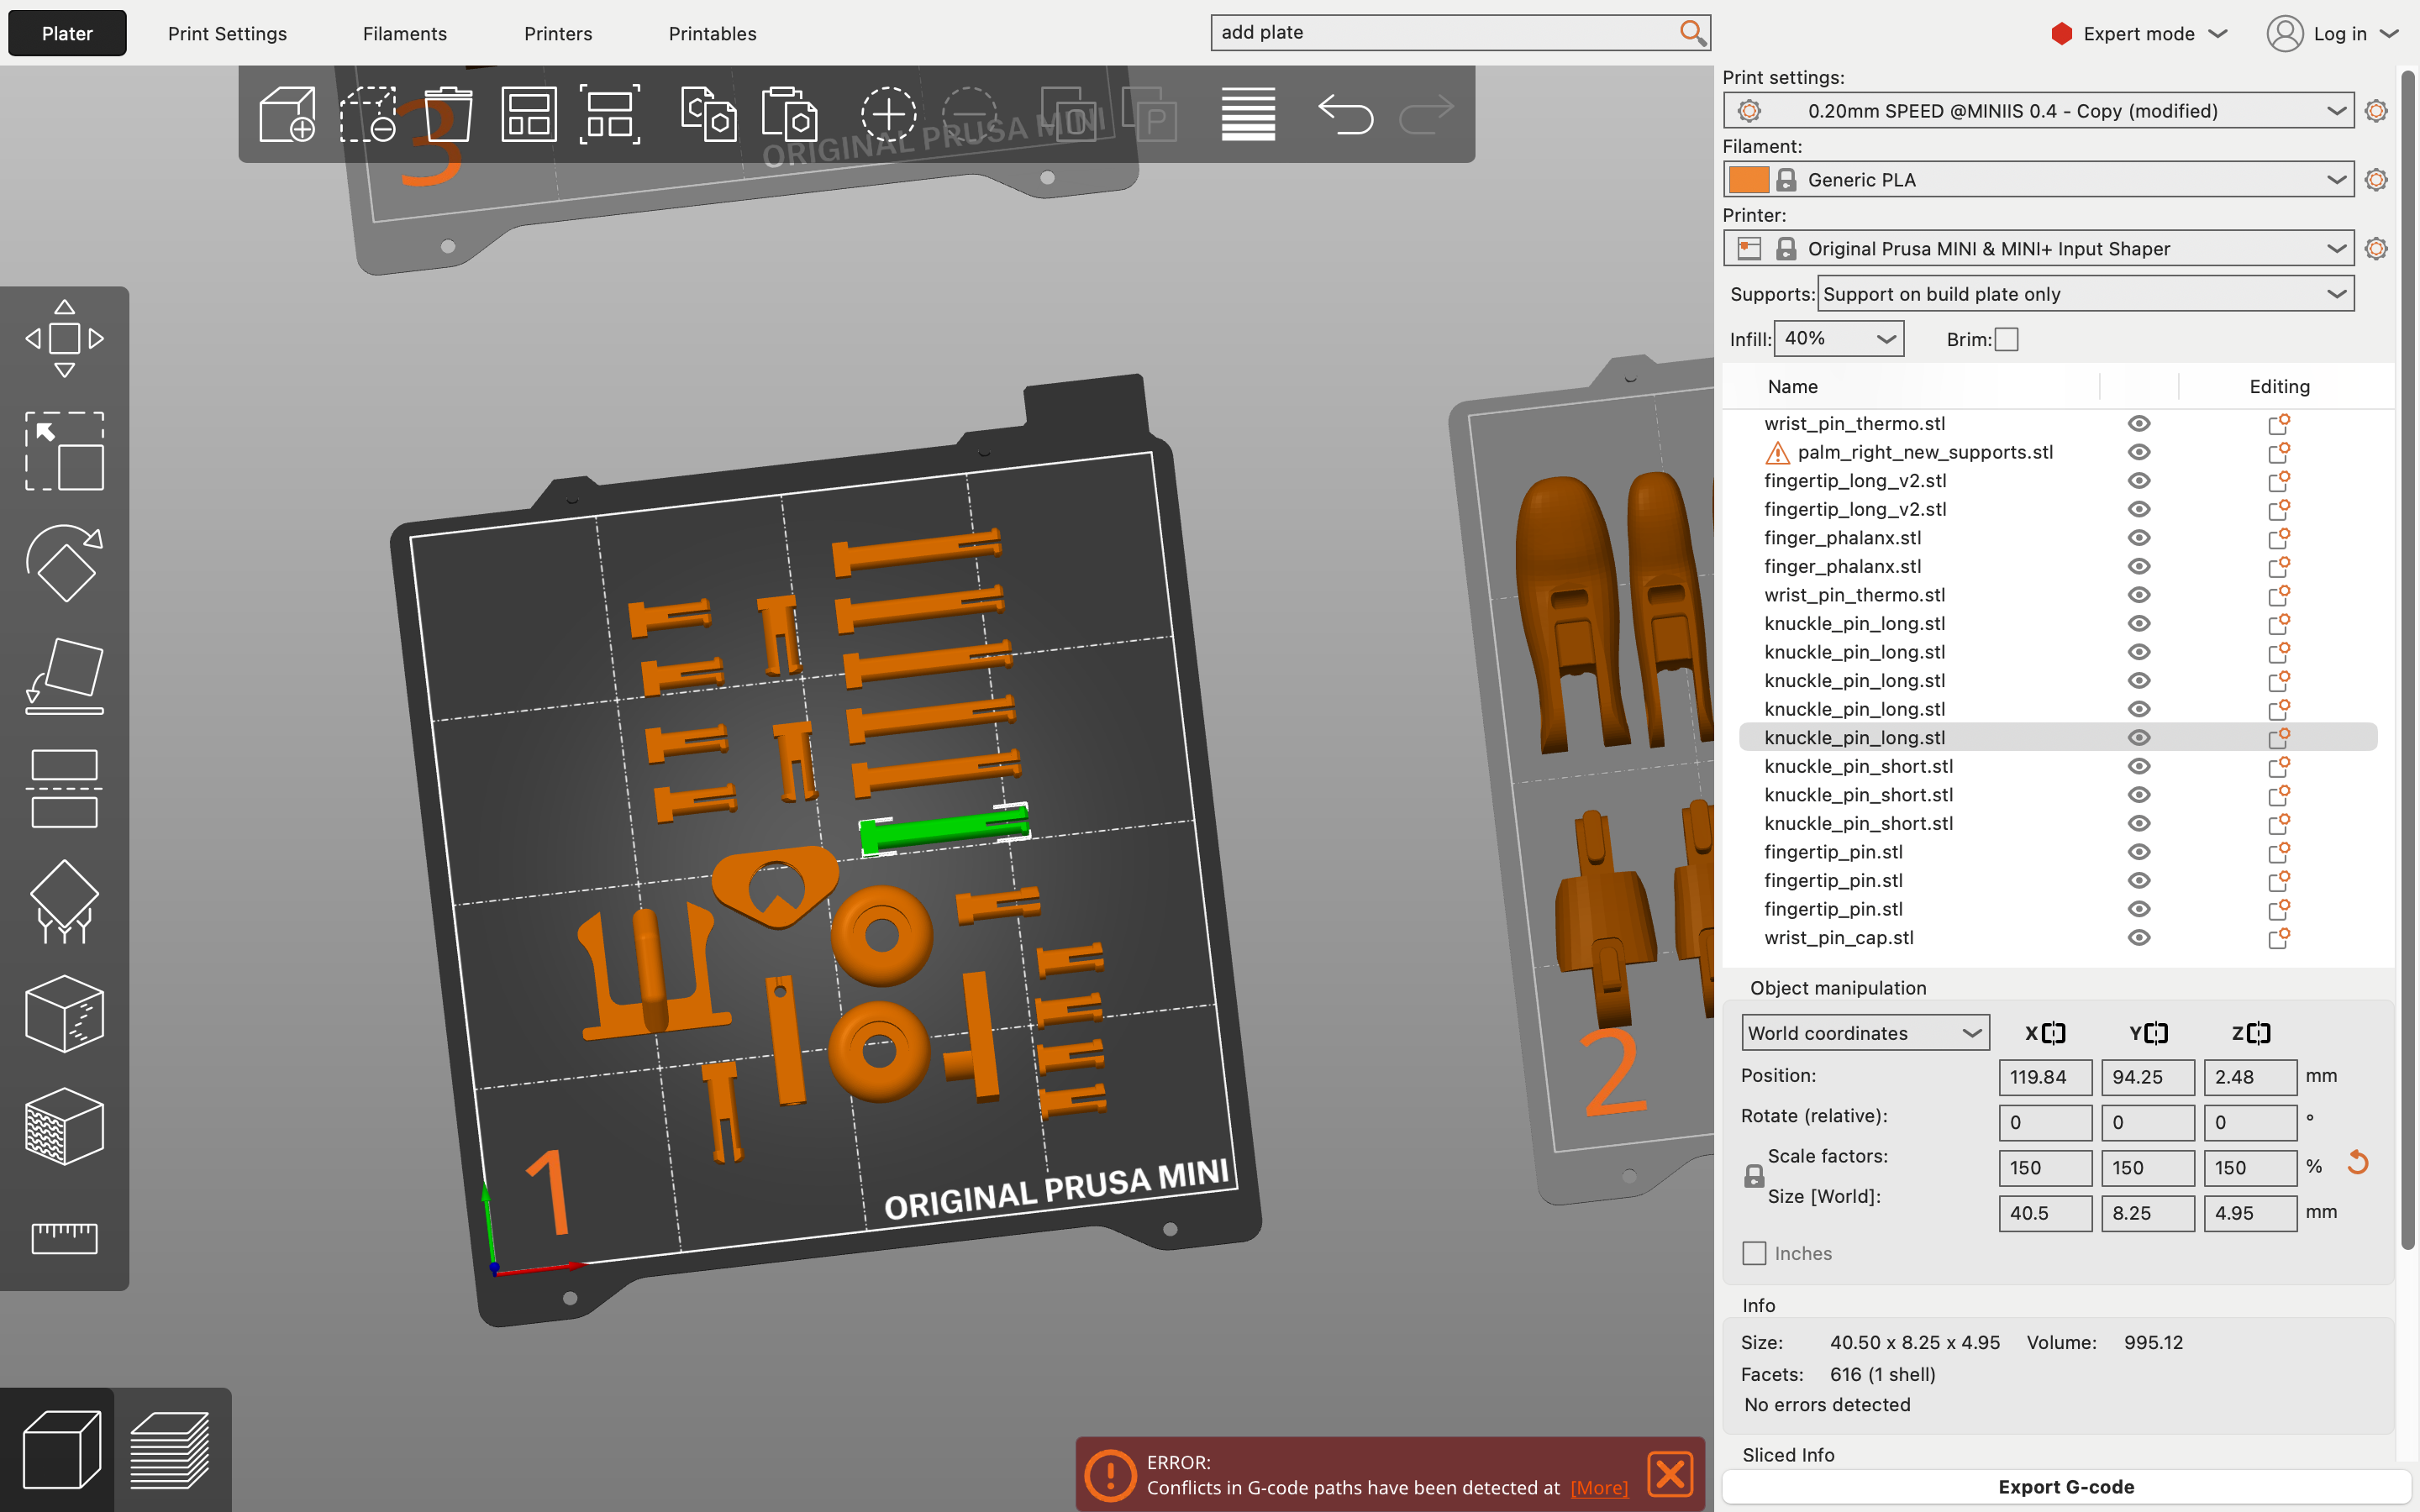 Plater
Print Settings
Filaments
Printers
Printables
add plate
Expert mode
Log in
3
ORIGINAL PRUSA MINI
P
1
ORIGINAL PRUSA MINI
2
Print settings:
0.20mm SPEED @MINIIS 0.4 - Copy (modified)
Filament:
Generic PLA
Printer:
Original Prusa MINI & MINI+ Input Shaper
Supports: Support on build plate only
Infill: 40% Brim:
Name Editing
wrist_pin_thermo.stl
palm_right_new_supports.stl
fingertip_long_v2.stl
fingertip_long_v2.stl
finger_phalanx.stl
finger_phalanx.stl
wrist_pin_thermo.stl
knuckle_pin_long.stl
knuckle_pin_long.stl
knuckle_pin_long.stl
knuckle_pin_long.stl
knuckle_pin_long.stl
knuckle_pin_short.stl
knuckle_pin_short.stl
knuckle_pin_short.stl
fingertip_pin.stl
fingertip_pin.stl
fingertip_pin.stl
wrist_pin_cap.stl
Object manipulation
World coordinates X Y Z
Position: 119.84 94.25 2.48 mm
Rotate (relative): 0 0 0 °
Scale factors: 150 150 150 %
Size [World]: 40.5 8.25 4.95 mm
Inches
Info
Size: 40.50 x 8.25 x 4.95 Volume: 995.12
Facets: 616 (1 shell)
No errors detected
Sliced Info
Export G-code
ERROR:
Conflicts in G-code paths have been detected at [More]